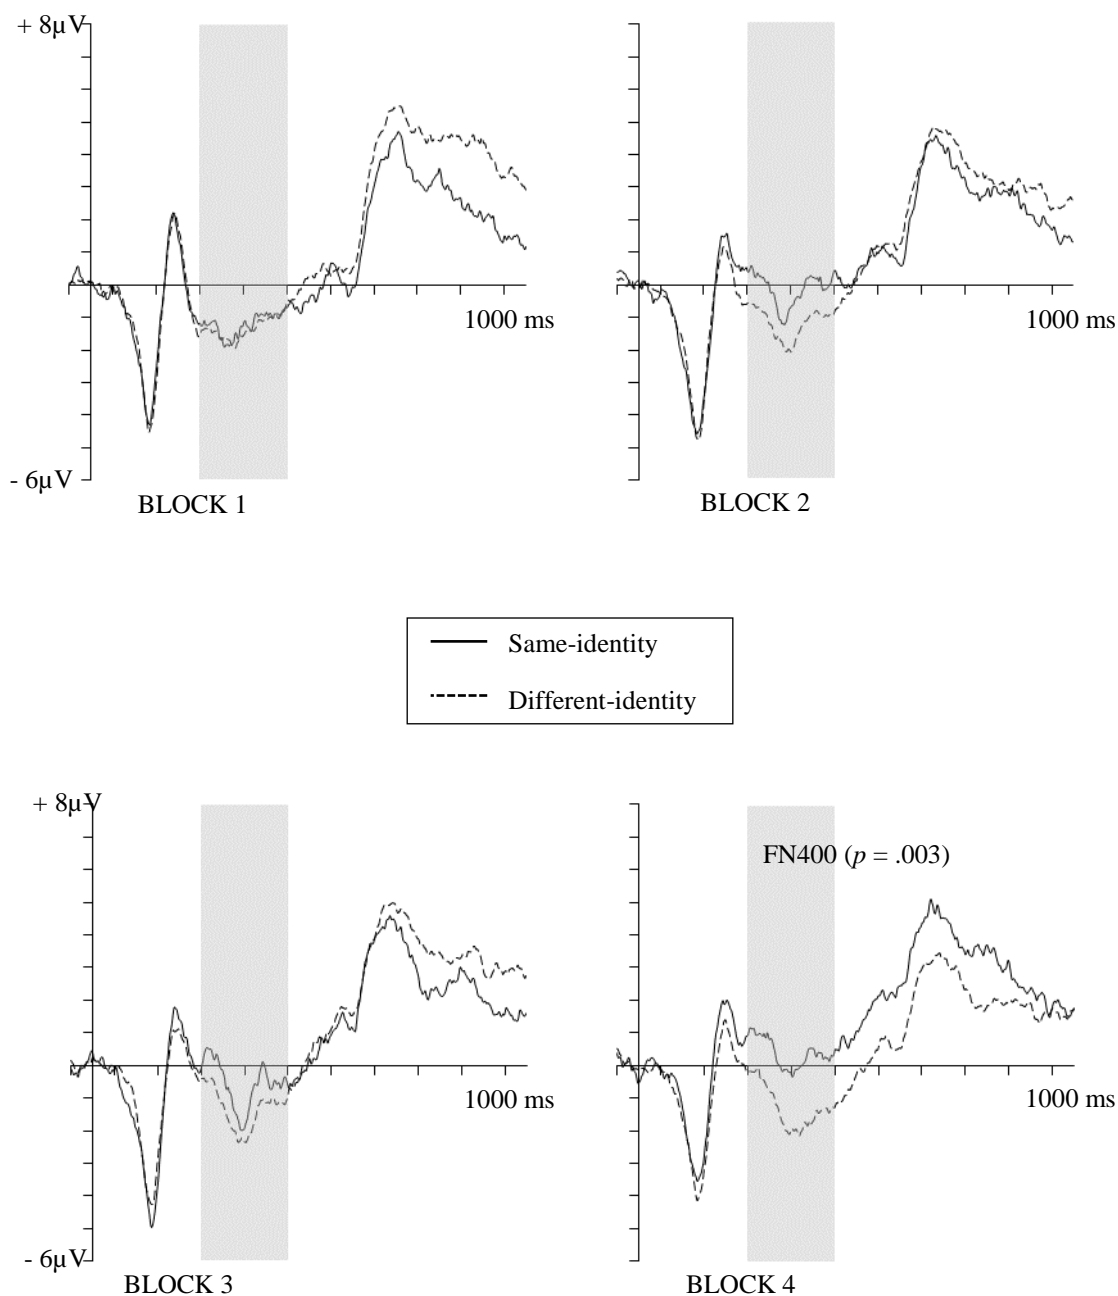 + 8µV
1000 ms
1000 ms
- 6µV
BLOCK 1
BLOCK 2
Same-identity
Different-identity
+ 8µV
FN400 (p = .003)
1000 ms
1000 ms
- 6µV
BLOCK 3
BLOCK 4